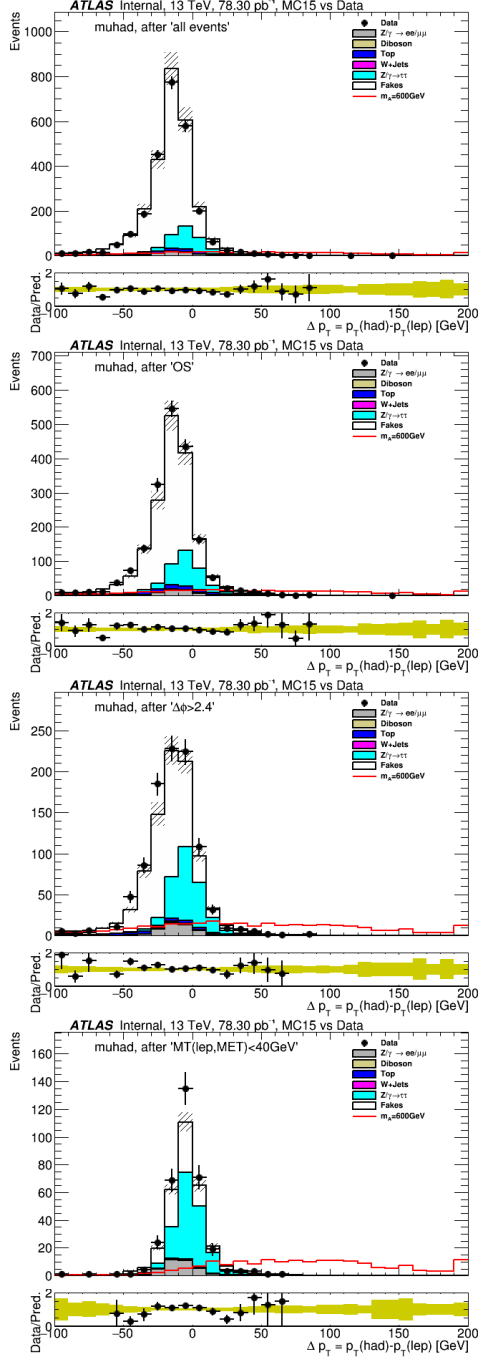 ATLAS Internal, 13 TeV, 78.30 pb⁻¹, MC15 vs Data
Events
muhad, after 'all events'
Data
Z/γ → ee/μμ
Diboson
Top
W+Jets
Z/γ→ττ
Fakes
m_A=600GeV
1000
800
600
400
200
0
Data/Pred.
2
0
−100 −50 0 50 100 150 200
Δ p_T = p_T(had)-p_T(lep) [GeV]
ATLAS Internal, 13 TeV, 78.30 pb⁻¹, MC15 vs Data
Events
muhad, after 'OS'
Data
Z/γ → ee/μμ
Diboson
Top
W+Jets
Z/γ→ττ
Fakes
m_A=600GeV
700
600
500
400
300
200
100
0
Data/Pred.
2
0
−100 −50 0 50 100 150 200
Δ p_T = p_T(had)-p_T(lep) [GeV]
ATLAS Internal, 13 TeV, 78.30 pb⁻¹, MC15 vs Data
Events
muhad, after 'Δϕ>2.4'
Data
Z/γ → ee/μμ
Diboson
Top
W+Jets
Z/γ→ττ
Fakes
m_A=600GeV
250
200
150
100
50
0
Data/Pred.
2
0
−100 −50 0 50 100 150 200
Δ p_T = p_T(had)-p_T(lep) [GeV]
ATLAS Internal, 13 TeV, 78.30 pb⁻¹, MC15 vs Data
Events
muhad, after 'MT(lep,MET)<40GeV'
Data
Z/γ → ee/μμ
Diboson
Top
W+Jets
Z/γ→ττ
Fakes
m_A=600GeV
160
140
120
100
80
60
40
20
0
Data/Pred.
2
0
−100 −50 0 50 100 150 200
Δ p_T = p_T(had)-p_T(lep) [GeV]